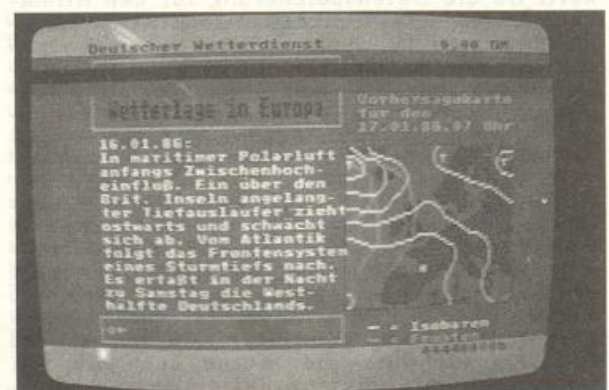 Deutscher Wetterdienst
Wetterlage in Europa
Vorhersagekarte
für den
17.01.86,07 Uhr
16.01.86:
In maritimer Polarluft
anfangs Zwischenhoch-
einfluß. Ein über den
Brit. Inseln angelang-
ter Tiefausläufer zieht
ostwärts und schwächt
sich ab. Vom Atlantik
folgt das Frontensystem
eines Sturmtiefs nach.
Es erfaßt in der Nacht
zu Samstag die West-
hälfte Deutschlands.
= Isobaren
= Fronten